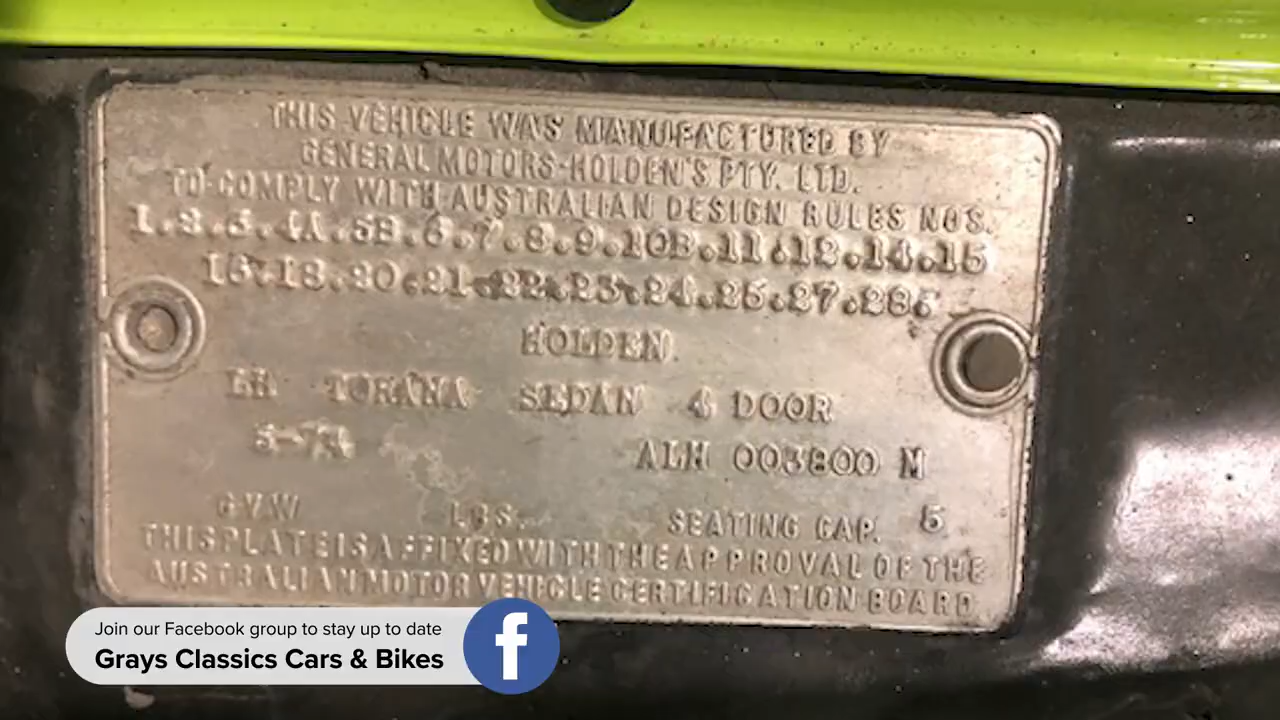 THIS VEHICLE WAS MANUFACTURED BY
GENERAL MOTORS-HOLDEN'S PTY. LTD.
TO COMPLY WITH AUSTRALIAN DESIGN RULES NOS.
1.2.3.4A.5B.6.7.8.9.10B.11.12.14.15
18.20.21.22.23.24.25.27.28
HOLDEN
LH TORANA SEDAN 4 DOOR
ALH 003800 M
GVW LBS. SEATING CAP. 5
THIS PLATE IS AFFIXED WITH THE APPROVAL OF THE
AUSTRALIAN MOTOR VEHICLE CERTIFICATION BOARD
Join our Facebook group to stay up to date
Grays Classics Cars & Bikes
f